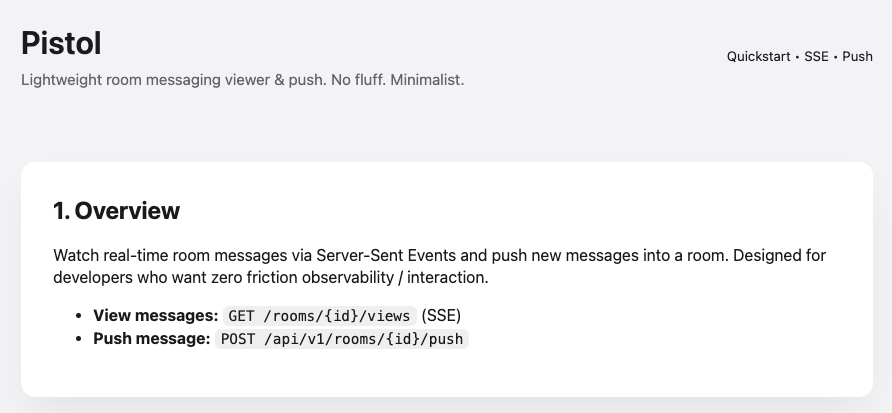 Pistol
Lightweight room messaging viewer & push. No fluff. Minimalist.
Quickstart • SSE • Push
1. Overview
Watch real-time room messages via Server-Sent Events and push new messages into a room. Designed for
developers who want zero friction observability / interaction.
• View messages: GET /rooms/{id}/views (SSE)
• Push message: POST /api/v1/rooms/{id}/push